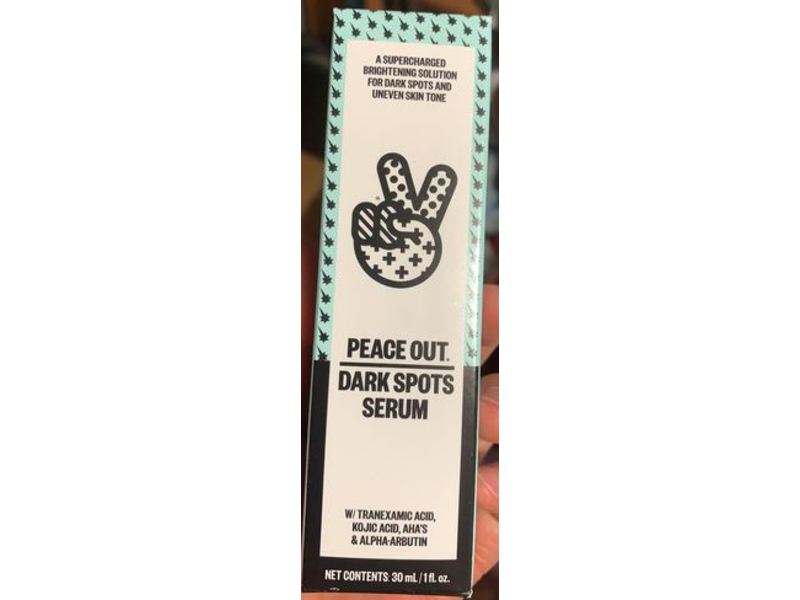 A SUPERCHARGED
BRIGHTENING SOLUTION
FOR DARK SPOTS AND
UNEVEN SKIN TONE
PEACE OUT.
DARK SPOTS
SERUM
W/ TRANEXAMIC ACID,
KOJIC ACID, AHA'S
& ALPHA-ARBUTIN
NET CONTENTS: 30 mL / 1 fl. oz.